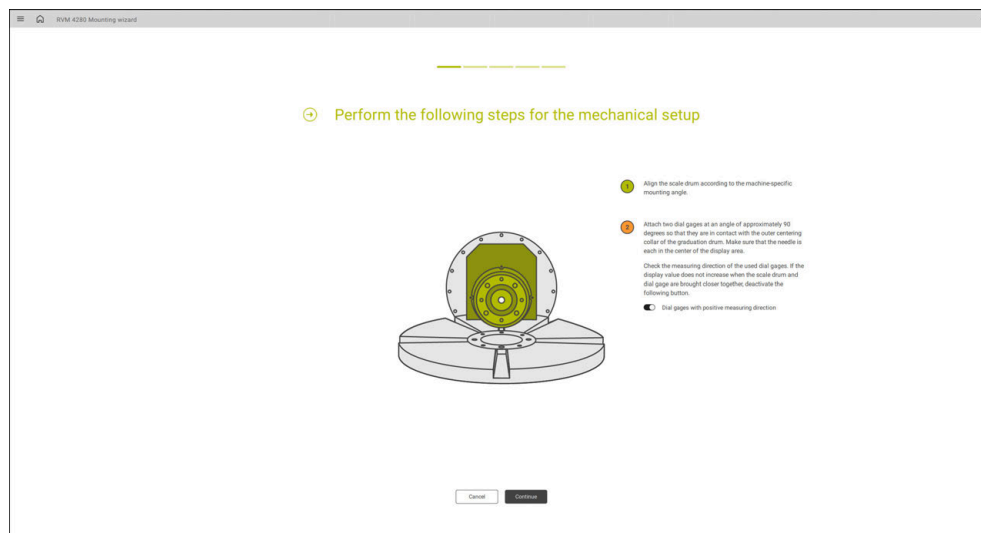 RVM 4280 Mounting wizard
Perform the following steps for the mechanical setup
1
Align the scale drum according to the machine-specific
mounting angle.
2
Attach two dial gages at an angle of approximately 90
degrees so that they are in contact with the outer centering
collar of the graduation drum. Make sure that the needle is
each in the center of the display area.
Check the measuring direction of the used dial gages. If the
display value does not increase when the scale drum and
dial gage are brought closer together, deactivate the
following button.
Dial gages with positive measuring direction
Cancel
Continue